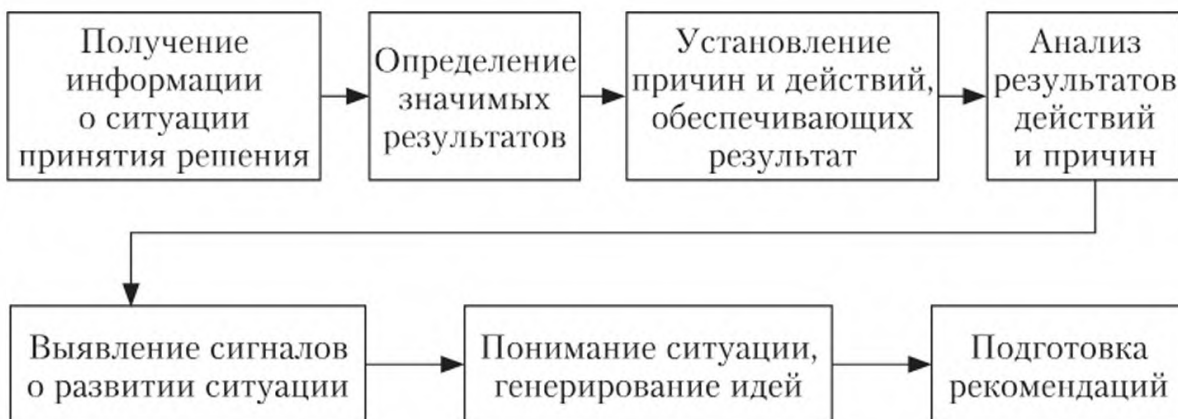 Получение
информации
о ситуации
принятия решения
Определение
значимых
результатов
Установление
причин и действий,
обеспечивающих
результат
Анализ
результатов
действий
и причин
Выявление сигналов
о развитии ситуации
Понимание ситуации,
генерирование идей
Подготовка
рекомендаций